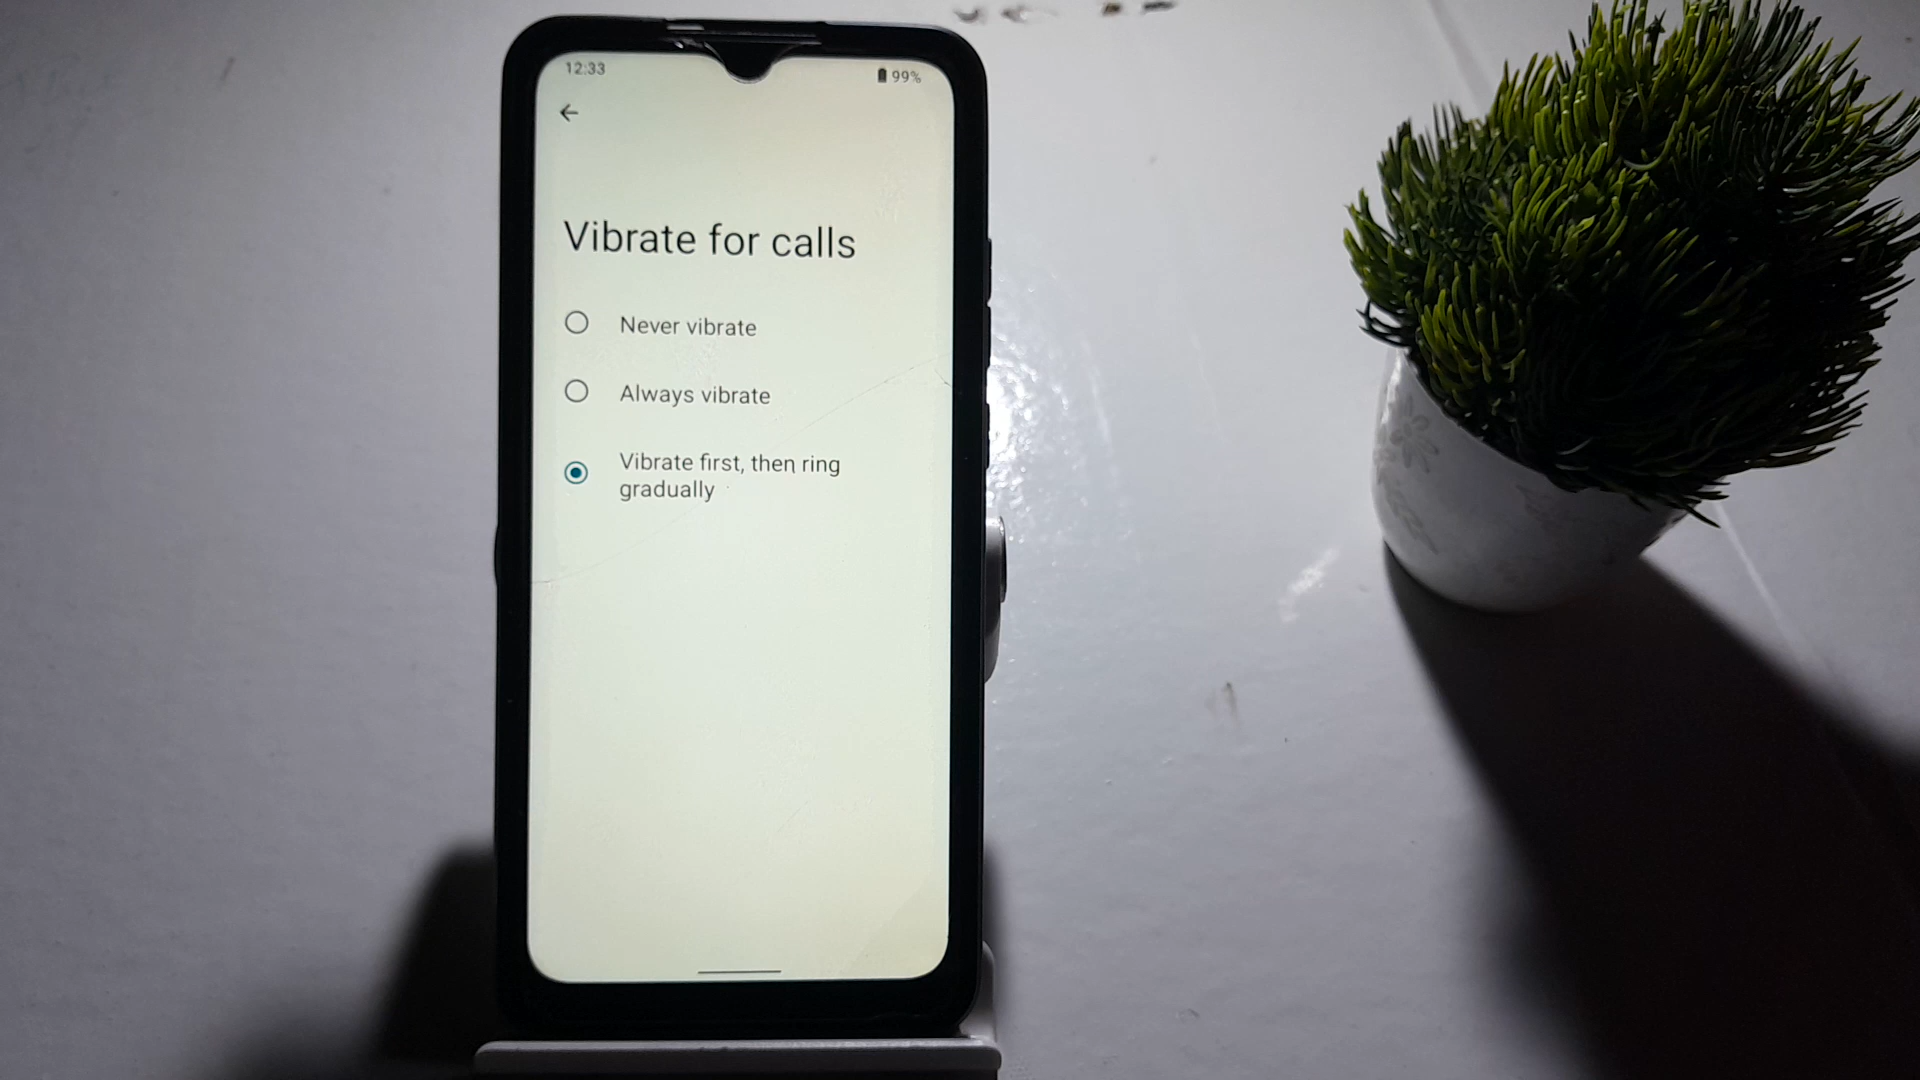 12:33
99%
Vibrate for calls
Never vibrate
Always vibrate
Vibrate first, then ring
gradually